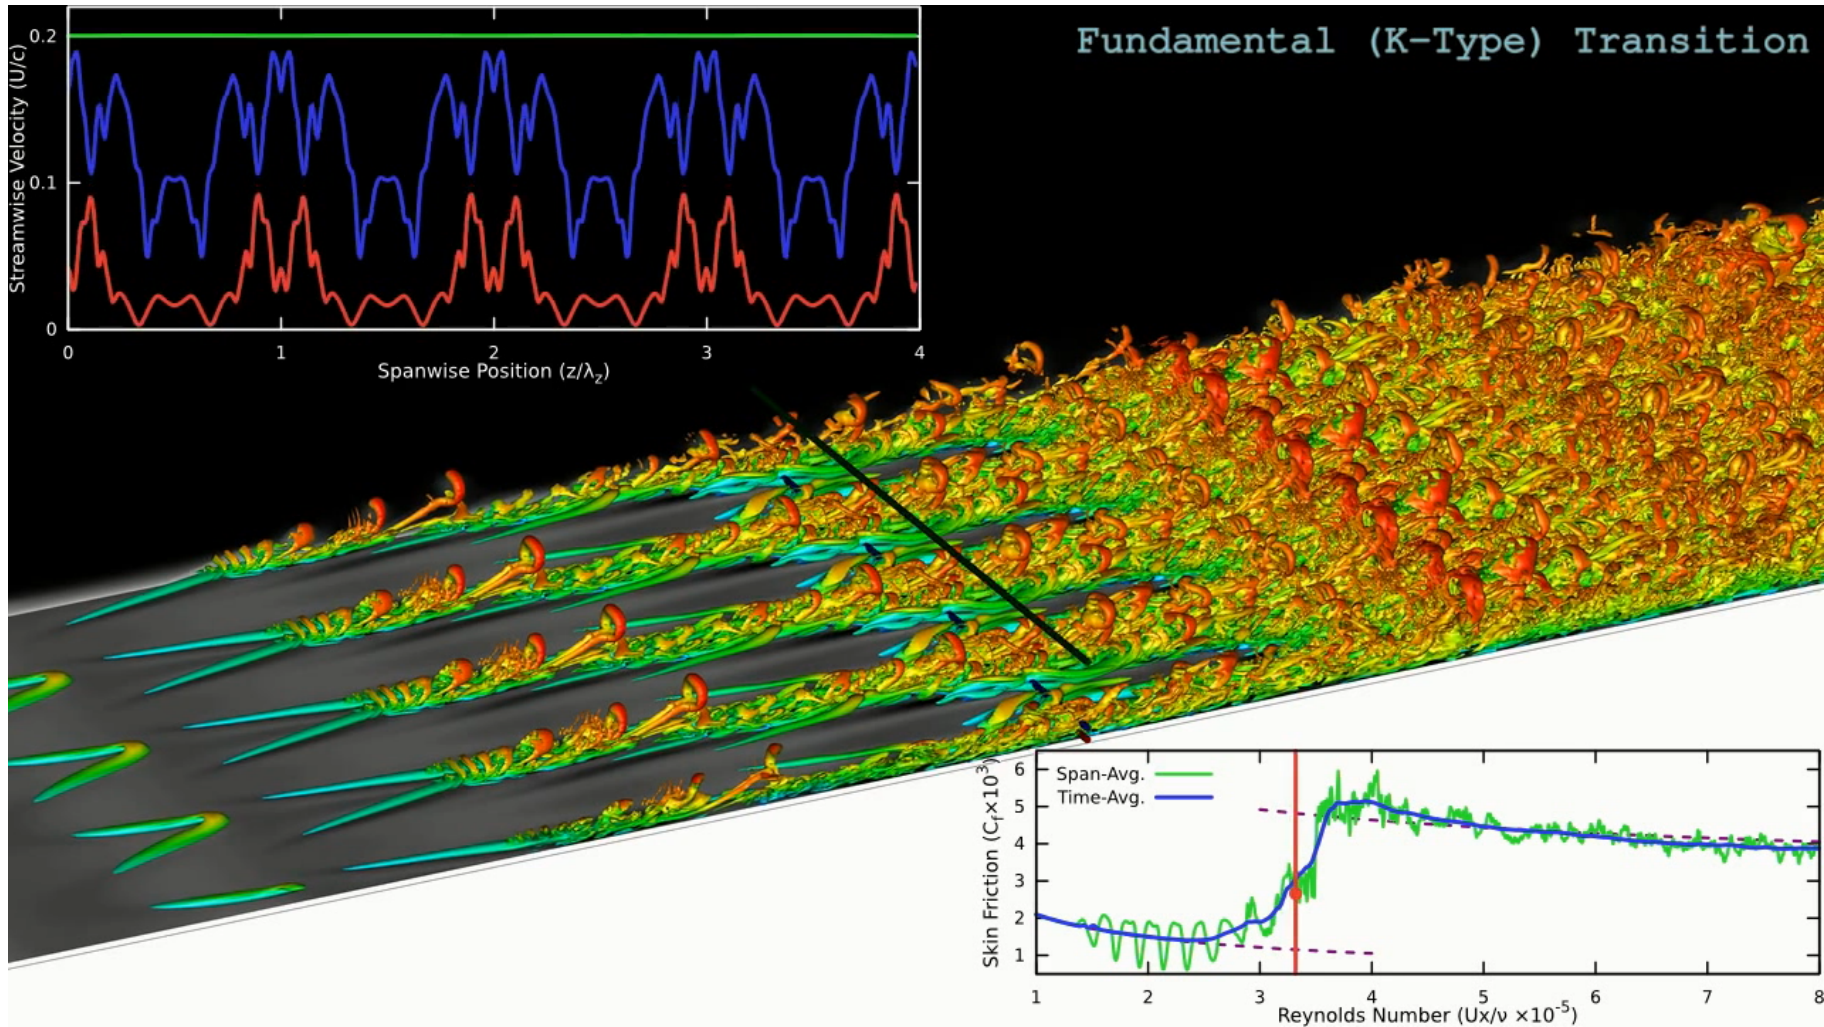 Fundamental (K-Type) Transition
Streamwise Velocity (U/c)
0.2
0.1
0
0 1 2 3 4
Spanwise Position (z/λz)
Skin Friction (Cf×10³)
6
5
4
3
2
1
Span-Avg.
Time-Avg.
1 2 3 4 5 6 7 8
Reynolds Number (Ux/ν ×10⁻⁵)